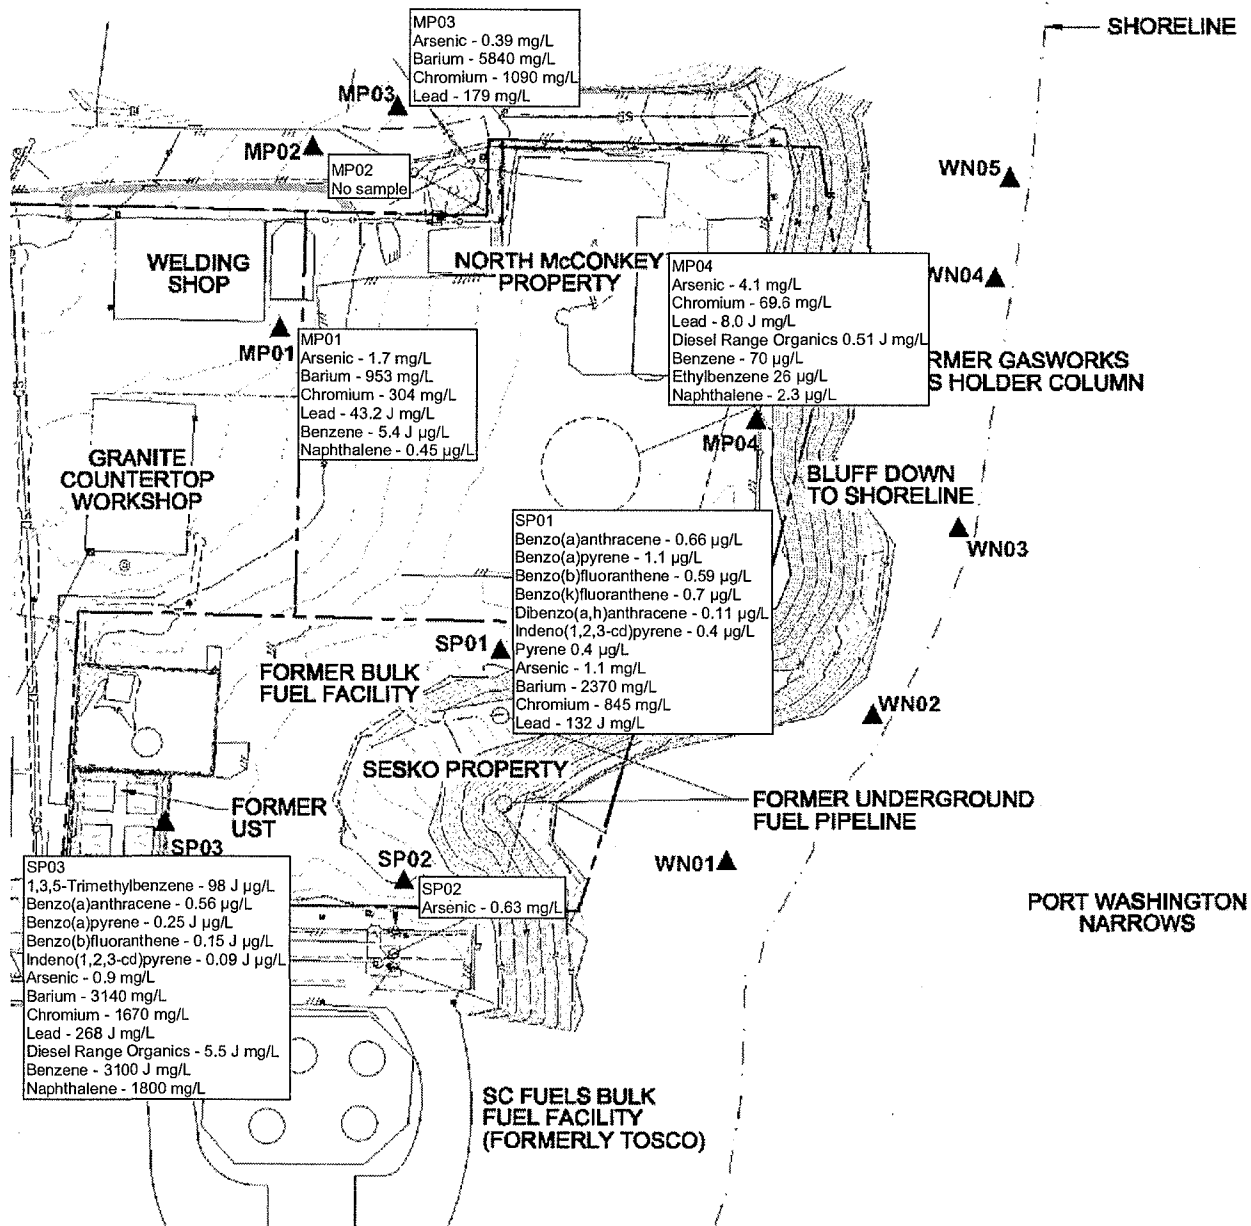 MP03
Arsenic - 0.39 mg/L
Barium - 5840 mg/L
Chromium - 1090 mg/L
Lead - 179 mg/L
SHORELINE
MP03
MP02
MP02
No sample
WN05
WELDING
SHOP
NORTH McCONKEY
PROPERTY
MP04
Arsenic - 4.1 mg/L
Chromium - 69.6 mg/L
Lead - 8.0 J mg/L
Diesel Range Organics 0.51 J mg/L
Benzene - 70 µg/L
Ethylbenzene 26 µg/L
Naphthalene - 2.3 µg/L
WN04
RMER GASWORKS
S HOLDER COLUMN
MP01
MP01
Arsenic - 1.7 mg/L
Barium - 953 mg/L
Chromium - 304 mg/L
Lead - 43.2 J mg/L
Benzene - 5.4 J µg/L
Naphthalene - 0.45 µg/L
MP04
GRANITE
COUNTERTOP
WORKSHOP
BLUFF DOWN
TO SHORELINE
WN03
SP01
Benzo(a)anthracene - 0.66 µg/L
Benzo(a)pyrene - 1.1 µg/L
Benzo(b)fluoranthene - 0.59 µg/L
Benzo(k)fluoranthene - 0.7 µg/L
Dibenzo(a,h)anthracene - 0.11 µg/L
Indeno(1,2,3-cd)pyrene - 0.4 µg/L
Pyrene 0.4 µg/L
Arsenic - 1.1 mg/L
Barium - 2370 mg/L
Chromium - 845 mg/L
Lead - 132 J mg/L
SP01
FORMER BULK
FUEL FACILITY
WN02
SESKO PROPERTY
FORMER
UST
FORMER UNDERGROUND
FUEL PIPELINE
SP03
WN01
SP02
SP02
Arsenic - 0.63 mg/L
SP03
1,3,5-Trimethylbenzene - 98 J µg/L
Benzo(a)anthracene - 0.56 µg/L
Benzo(a)pyrene - 0.25 J µg/L
Benzo(b)fluoranthene - 0.15 J µg/L
Indeno(1,2,3-cd)pyrene - 0.09 J µg/L
Arsenic - 0.9 mg/L
Barium - 3140 mg/L
Chromium - 1670 mg/L
Lead - 268 J mg/L
Diesel Range Organics - 5.5 J mg/L
Benzene - 3100 J mg/L
Naphthalene - 1800 mg/L
PORT WASHINGTON
NARROWS
SC FUELS BULK
FUEL FACILITY
(FORMERLY TOSCO)